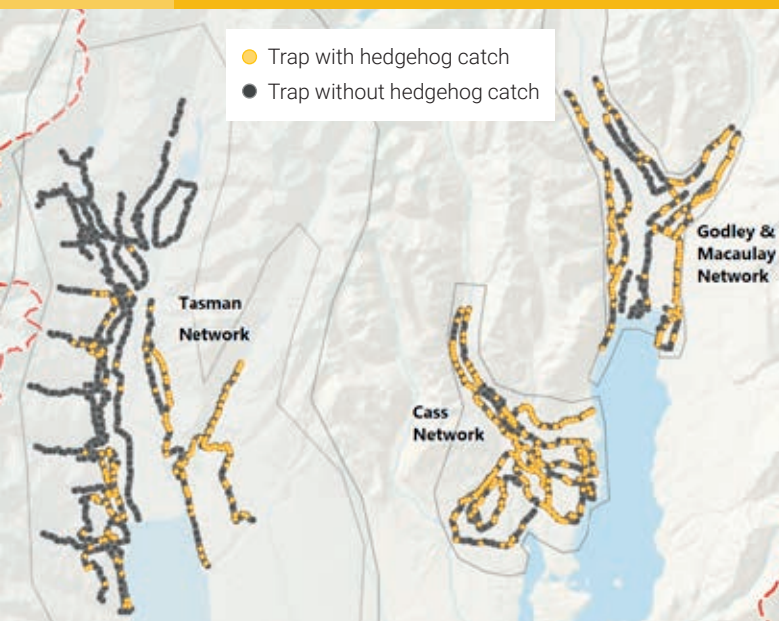 Trap with hedgehog catch
Trap without hedgehog catch
Godley &
Macaulay
Network
Tasman
Network
Cass
Network